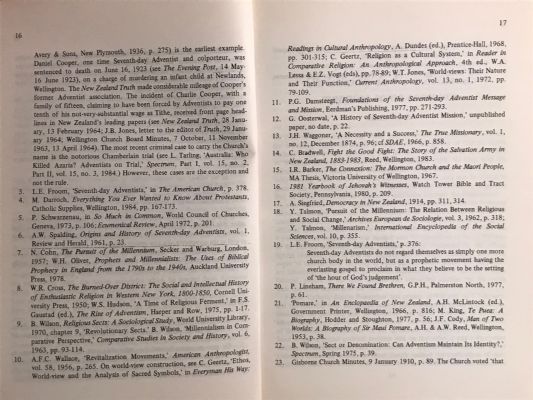 16
Avery & Sons, New Plymouth, 1936, p. 275) is the earliest example.
Daniel Cooper, one time Seventh-day Adventist and colporteur, was
sentenced to death on June 16, 1923 (see The Evening Post, 14 May-
16 June 1923), on a charge of murdering an infant child at Newlands,
Wellington. The New Zealand Truth made considerable mileage of Cooper's
former Adventist association. The incident of Charlie Cooper, with a
family of fifteen, claiming to have been forced by Adventists to pay one
tenth of his not-very-substantial wage as Tithe, received front page head-
lines in New Zealand's leading papers (see New Zealand Truth, 28 Janu-
ary, 13 February 1964; J.B. Jones, letter to the editor of Truth, 29 Janu-
ary 1964; Wellington Church Board Minutes, 7 October, 11 November
1963, 13 April 1964). The most recent criminal case to carry the Church's
name is the notorious Chamberlain trial (see L. Tarling, 'Australia: Who
Killed Azaria? Adventists on Trial,' Spectrum, Part I, vol. 15, no. 2,
Part II, vol. 15, no. 3, 1984.) However, these cases are the exception and
not the rule.
3. L.E. Froom, 'Seventh-day Adventists,' in The American Church, p. 378.
4. M. Darroch, Everything You Ever Wanted to Know About Protestants,
Catholic Supplies, Wellington, 1984, pp. 167-173.
5. P. Schwarzenau, in So Much in Common, World Council of Churches,
Geneva, 1973, p. 106; Ecumenical Review, April 1972, p. 201.
6. A.W. Spalding, Origins and History of Seventh-day Adventists, vol. 1,
Review and Herald, 1961, p. 23.
7. N. Cohn, The Pursuit of the Millennium, Secker and Warburg, London,
1957; W.H. Oliver, Prophets and Millennialists: The Uses of Biblical
Prophecy in England from the 1790s to the 1940s, Auckland University
Press, 1978.
8. W.R. Cross, The Burned-Over District: The Social and Intellectual History
of Enthusiastic Religion in Western New York, 1800-1850, Cornell Uni-
versity Press, 1950; W.S. Hudson, 'A Time of Religious Ferment,' in E.S.
Gaustad (ed.), The Rise of Adventism, Harper and Row, 1975, pp. 1-17.
9. B. Wilson, Religious Sects: A Sociological Study, World University Library,
1970, chapter 9, 'Revolutionary Sects.' B. Wilson, 'Millennialism in Com-
parative Perspective,' Comparative Studies in Society and History, vol. 6,
1963, pp. 93-114.
10. A.F.C. Wallace, 'Revitalization Movements,' American Anthropologist,
vol. 58, 1956, p. 265. On world-view construction, see C. Geertz, 'Ethos,
World-view and the Analysis of Sacred Symbols,' in Everyman His Way:
17
Readings in Cultural Anthropology, A. Dundes (ed.), Prentice-Hall, 1968,
pp. 301-315; C. Geertz, 'Religion as a Cultural System,' in Reader in
Comparative Religion: An Anthropological Approach, 4th ed., W.A.
Lessa & E.Z. Vogt (eds), pp.78-89; W.T. Jones, 'World-views: Their Nature
and Their Function,' Current Anthropology, vol. 13, no. 1, 1972, pp.
79-109.
11. P.G. Damsteegt, Foundations of the Seventh-day Adventist Message
and Mission, Eerdman's Publishing, 1977, pp. 271-293.
12. G. Oosterwal, 'A History of Seventh-day Adventist Mission,' unpublished
paper, no date, p. 22.
13. J.H. Waggoner, 'A Necessity and a Success,' The True Missionary, vol. 1,
no. 12, December 1874, p. 96; cf SDAE, 1966, p. 858.
14. C. Bradwell, Fight the Good Fight: The Story of the Salvation Army in
New Zealand, 1883-1983, Reed, Wellington, 1983.
15. I.R. Barker, The Connexion: The Mormon Church and the Maori People,
MA Thesis, Victoria University of Wellington, 1967.
16. 1981 Yearbook of Jehovah's Witnesses, Watch Tower Bible and Tract
Society, Pennsylvania, 1980, p. 209.
17. A. Siegfried, Democracy in New Zealand, 1914, pp. 311, 314.
18. Y. Talmon, 'Pursuit of the Millennium: The Relation Between Religious
and Social Change,' Archives European de Sociologie, vol. 3, 1962, p. 318;
Y. Talmon, 'Millenarism,' International Encyclopedia of the Social
Sciences, vol. 10, p. 355.
19. L.E. Froom, 'Seventh-day Adventists,' p. 376:
Seventh-day Adventists do not regard themselves as simply one more
church body in the world, but as a prophetic movement having the
everlasting gospel to proclaim in what they believe to be the setting
of 'the hour of God's judgement'.
20. P. Lineham, There We Found Brethren, G.P.H., Palmerston North, 1977,
p. 61.
21. 'Pomare,' in An Encyclopaedia of New Zealand, A.H. McLintock (ed.),
Government Printer, Wellington, 1966, p. 816; M. King, Te Puea: A
Biography, Hodder and Stoughton, 1977, p. 56; J.F. Cody, Man of Two
Worlds: A Biography of Sir Maui Pomare, A.H. & A.W. Reed, Wellington,
1953, p. 38.
22. B. Wilson, 'Sect or Denomination: Can Adventism Maintain Its Identity?,'
Spectrum, Spring 1975, p. 39.
23. Gisborne Church Minutes, 9 January 1910, p. 89. The Church voted 'that